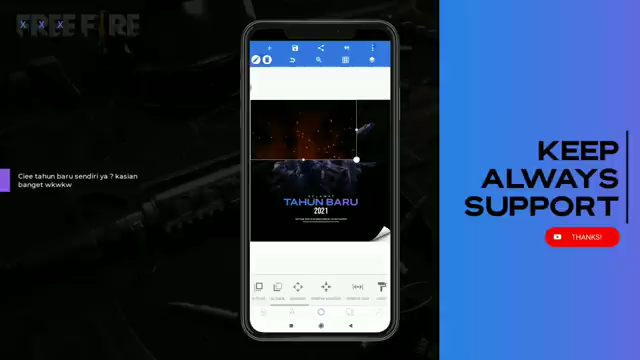 FREE FIRE
X X X
KEEP
ALWAYS
SUPPORT
THANKS!
Ciee tahun baru sendiri ya ? kasian
banget wkwkw
SELAMAT
TAHUN BARU
2021